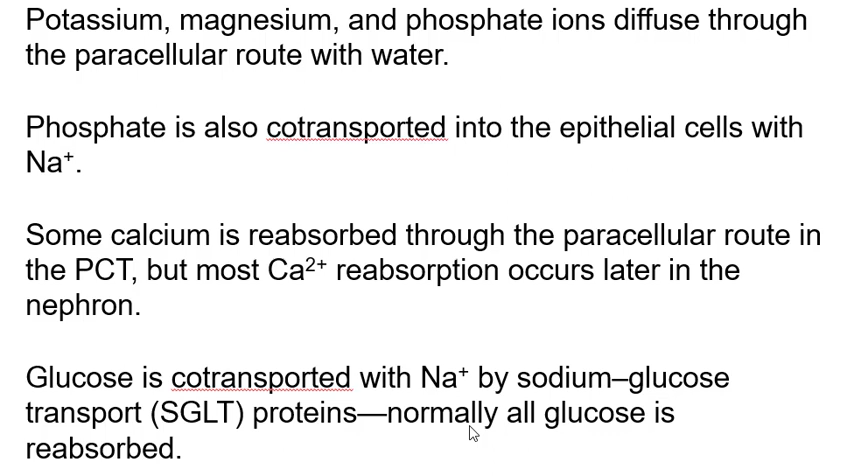 Potassium, magnesium, and phosphate ions diffuse through
the paracellular route with water.
Phosphate is also cotransported into the epithelial cells with
Na⁺.
Some calcium is reabsorbed through the paracellular route in
the PCT, but most Ca²⁺ reabsorption occurs later in the
nephron.
Glucose is cotransported with Na⁺ by sodium–glucose
transport (SGLT) proteins—normally all glucose is
reabsorbed.